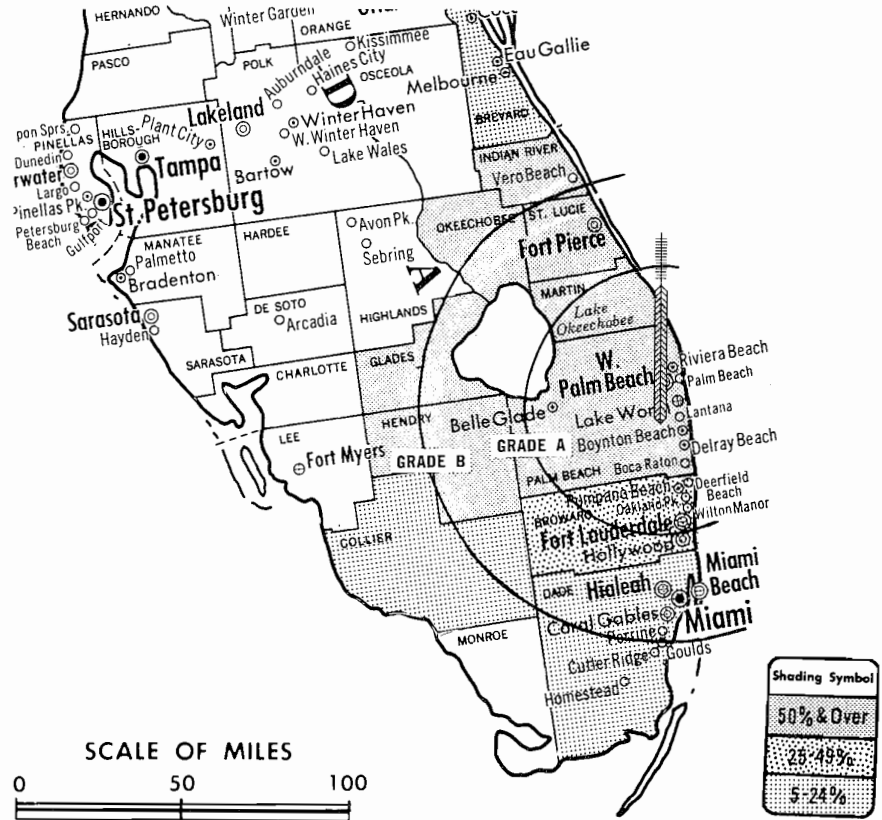 HERNANDO
Winter Garden
ORANGE
Kissimmee
PASCO
POLK
Auburndale
Haines City
OSCEOLA
Eau Gallie
Melbourne
BREVARD
Lakeland
Winter Haven
W. Winter Haven
Lake Wales
Bartow
Plant City
HILLS-
BOROUGH
pon Sprs.
PINELLAS
Dunedin
rwater
Largo
Pinellas Pk.
Petersburg
Beach
Gulfport
Tampa
St. Petersburg
INDIAN RIVER
Vero Beach
OKEECHOBEE
ST. LUCIE
Fort Pierce
HARDEE
Avon Pk.
Sebring
MANATEE
Palmetto
Bradenton
DE SOTO
Arcadia
HIGHLANDS
MARTIN
Lake
Okeechobee
Sarasota
Hayden
SARASOTA
CHARLOTTE
GLADES
W.
Palm Beach
Riviera Beach
Palm Beach
HENDRY
Belle Glade
Lake Wor
Lantana
LEE
Fort Myers
GRADE B
GRADE A
Boynton Beach
Delray Beach
PALM BEACH
Boca Raton
Pompano Beach
Deerfield
Beach
Oakland Pk.
Wilton Manor
BROWARD
Fort Lauderdale
Hollywood
COLLIER
DADE
Hialeah
Miami
Beach
N.
Coral Gables
Miami
MONROE
Perrine
Cutler Ridge
Goulds
Homestead
Shading Symbol
50% & Over
25-49%
5-24%
SCALE OF MILES
0 50 100